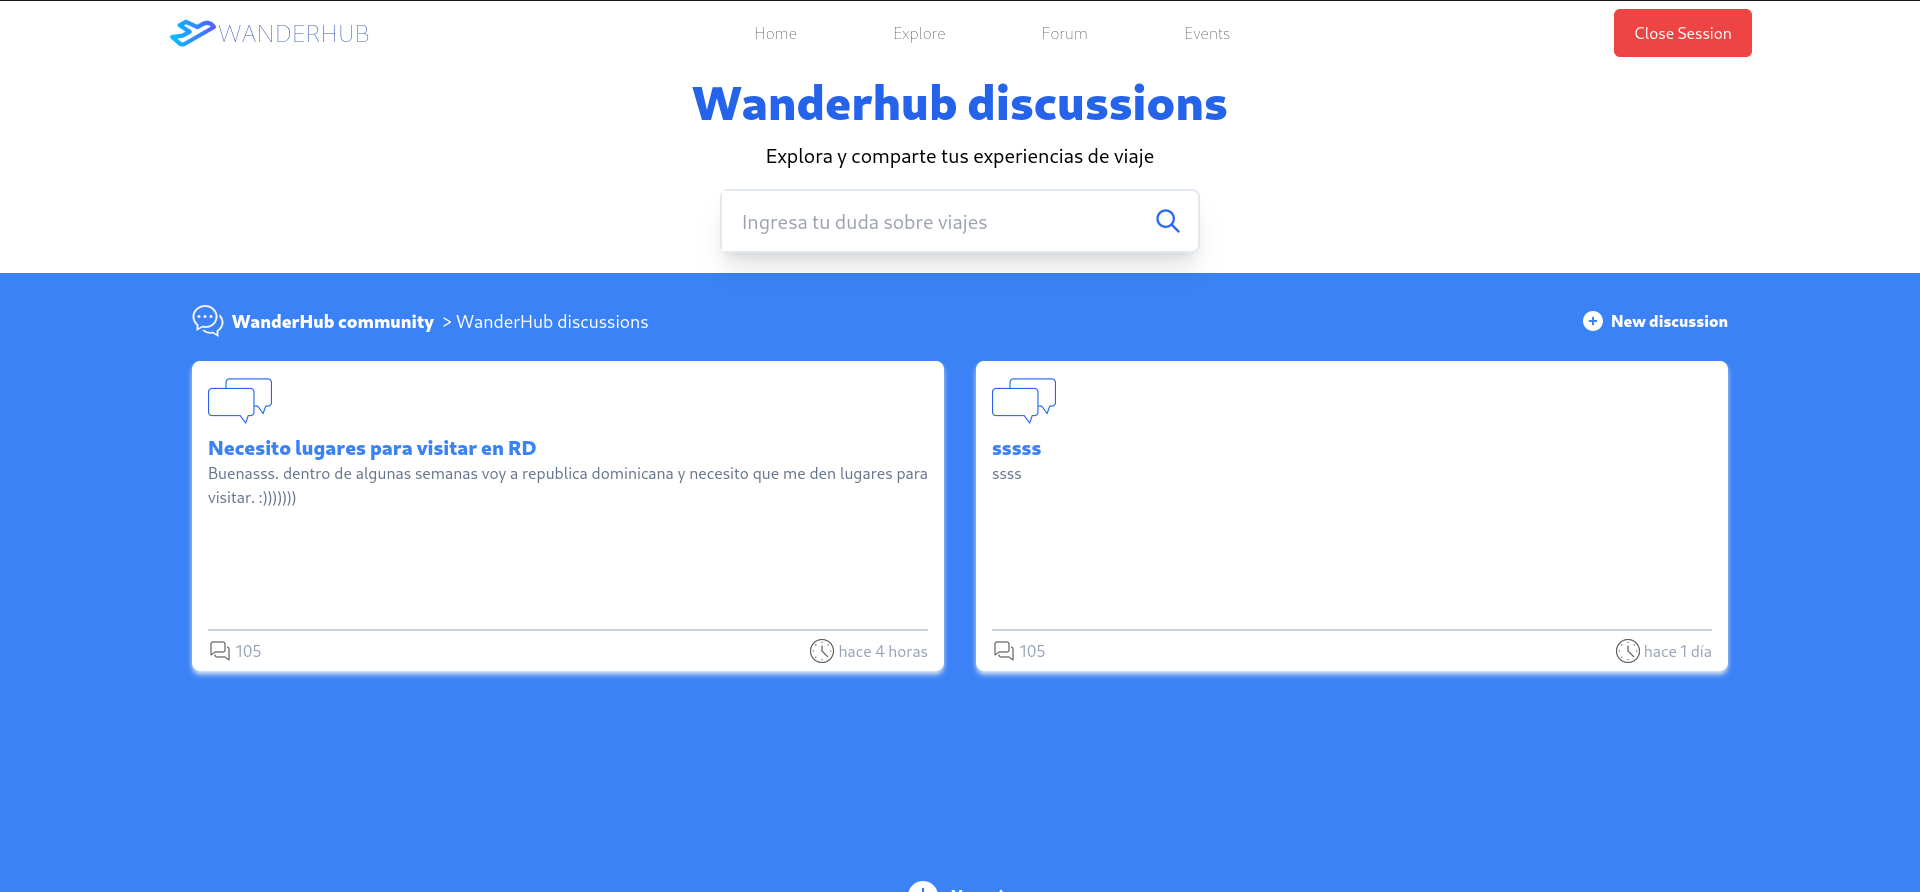 WANDERHUB
Home
Explore
Forum
Events
Close Session
Wanderhub discussions
Explora y comparte tus experiencias de viaje
Ingresa tu duda sobre viajes
WanderHub community > WanderHub discussions
New discussion
Necesito lugares para visitar en RD
Buenasss. dentro de algunas semanas voy a republica dominicana y necesito que me den lugares para
visitar. :)))))))
105
hace 4 horas
sssss
ssss
105
hace 1 día